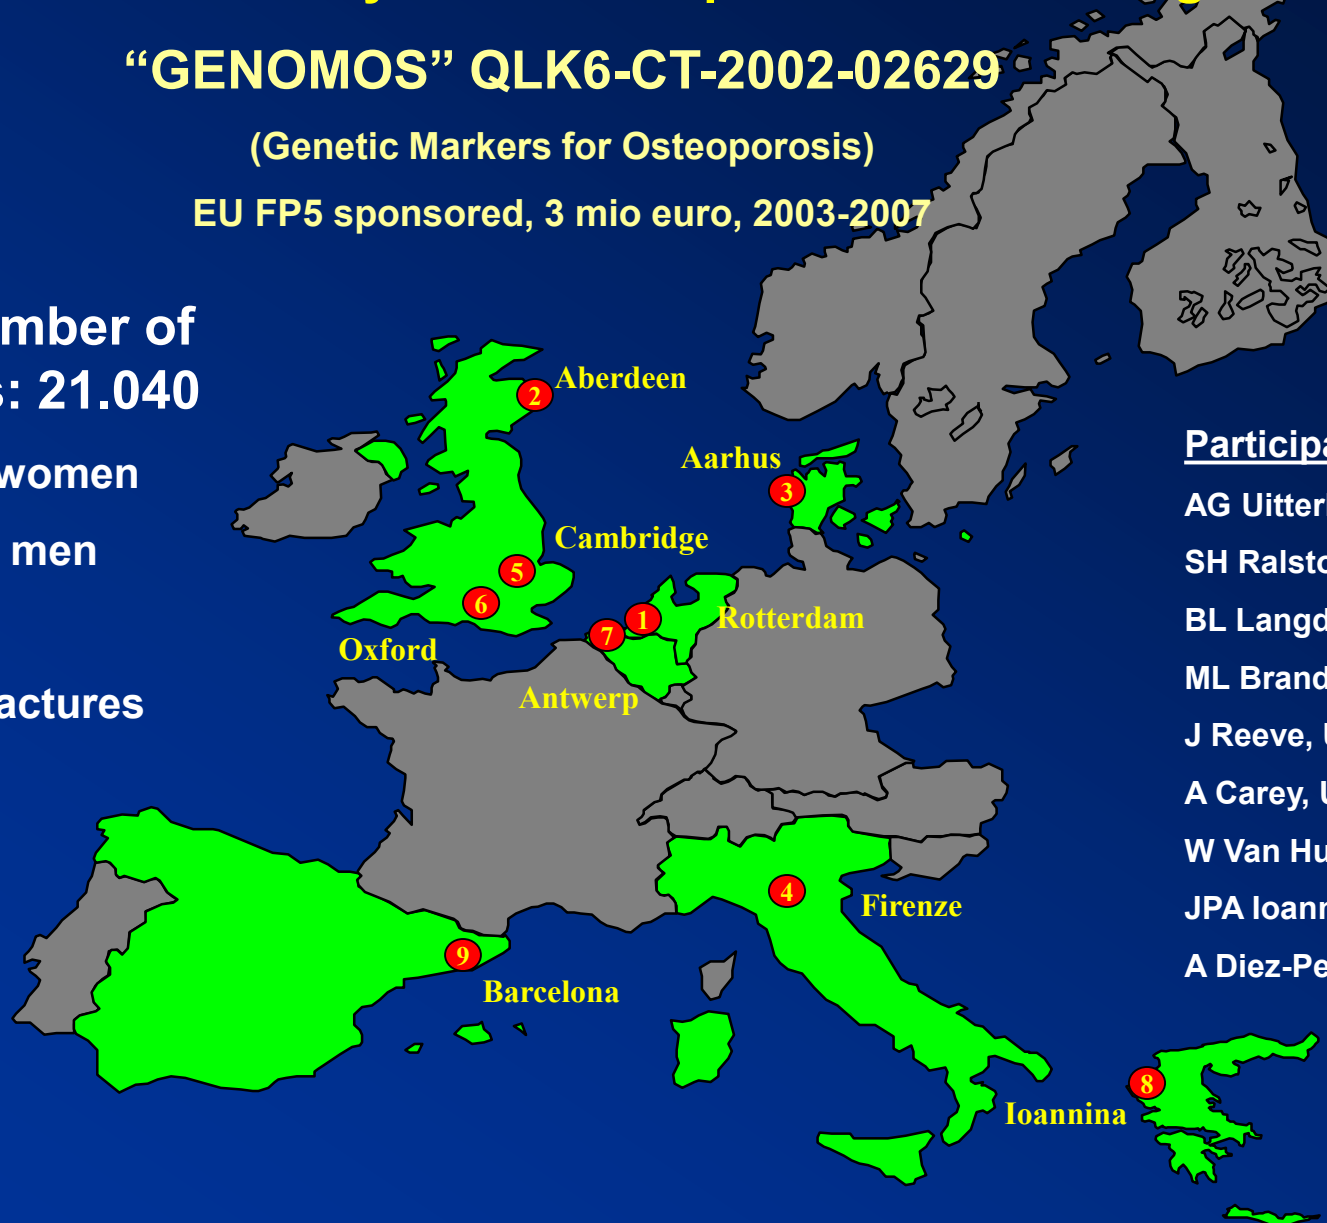 “GENOMOS” QLK6-CT-2002-02629
(Genetic Markers for Osteoporosis)
EU FP5 sponsored, 3 mio euro, 2003-2007
mber of
s: 21.040
women
men
actures
Aberdeen
2
Aarhus
3
Cambridge
5
6
Oxford
1
Rotterdam
7
Antwerp
4
Firenze
9
Barcelona
8
Ioannina
Participa
AG Uitter
SH Ralsto
BL Langd
ML Brand
J Reeve, U
A Carey, U
W Van Hu
JPA Ioann
A Diez-Pe